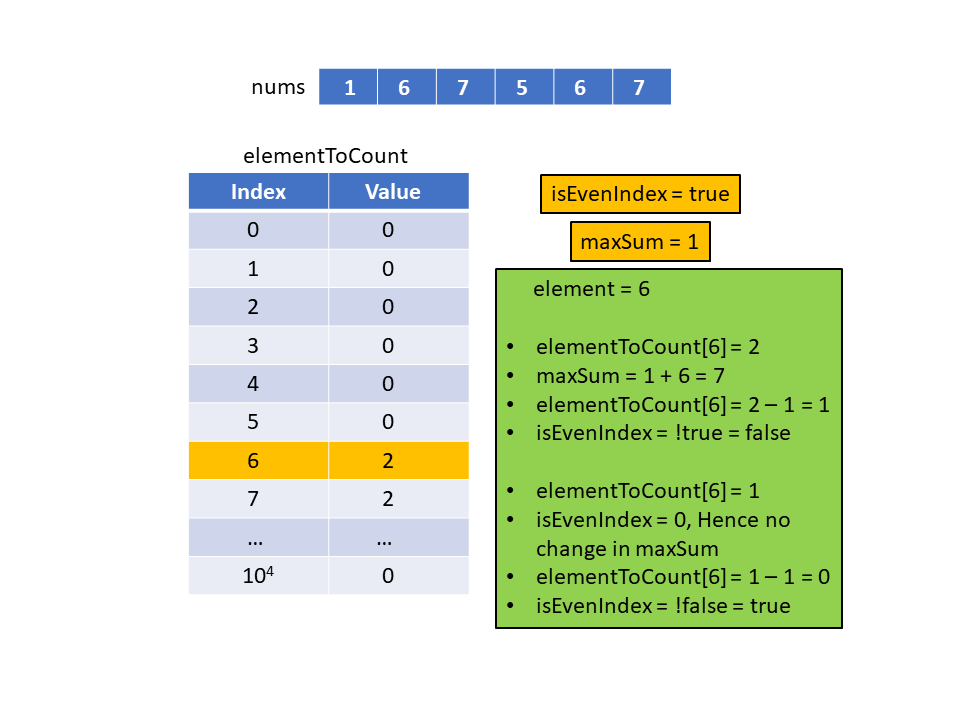 nums 1 6 7 5 6 7
elementToCount
Index Value
0 0
1 0
2 0
3 0
4 0
5 0
6 2
7 2
... ...
10⁴ 0
isEvenIndex = true
maxSum = 1
element = 6
• elementToCount[6] = 2
• maxSum = 1 + 6 = 7
• elementToCount[6] = 2 – 1 = 1
• isEvenIndex = !true = false
• elementToCount[6] = 1
• isEvenIndex = 0, Hence no
change in maxSum
• elementToCount[6] = 1 – 1 = 0
• isEvenIndex = !false = true